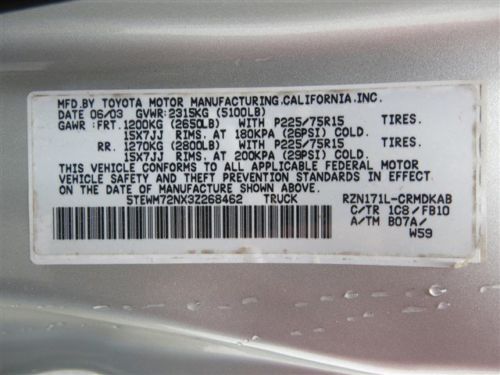 MFD.BY TOYOTA MOTOR MANUFACTURING.CALIFORNIA.INC.
DATE 06/03 GVWR:2315KG (5100LB)
GAWR :FRT.1200KG (2650LB) WITH P225/75R15 TIRES.
15X7JJ RIMS. AT 180KPA (26PSI) COLD.
RR. 1270KG (2800LB) WITH P225/75R15 TIRES.
15X7JJ RIMS. AT 200KPA (29PSI) COLD.
THIS VEHICLE CONFORMS TO ALL APPLICABLE FEDERAL MOTOR
VEHICLE SAFETY AND THEFT PREVENTION STANDARDS IN EFFECT
ON THE DATE OF MANUFACTURE SHOWN ABOVE.
5TEWM72NX3Z268462 TRUCK RZN171L-CRMDKAB
C/TR 1C8/FB10
A/TM B07A/
W59